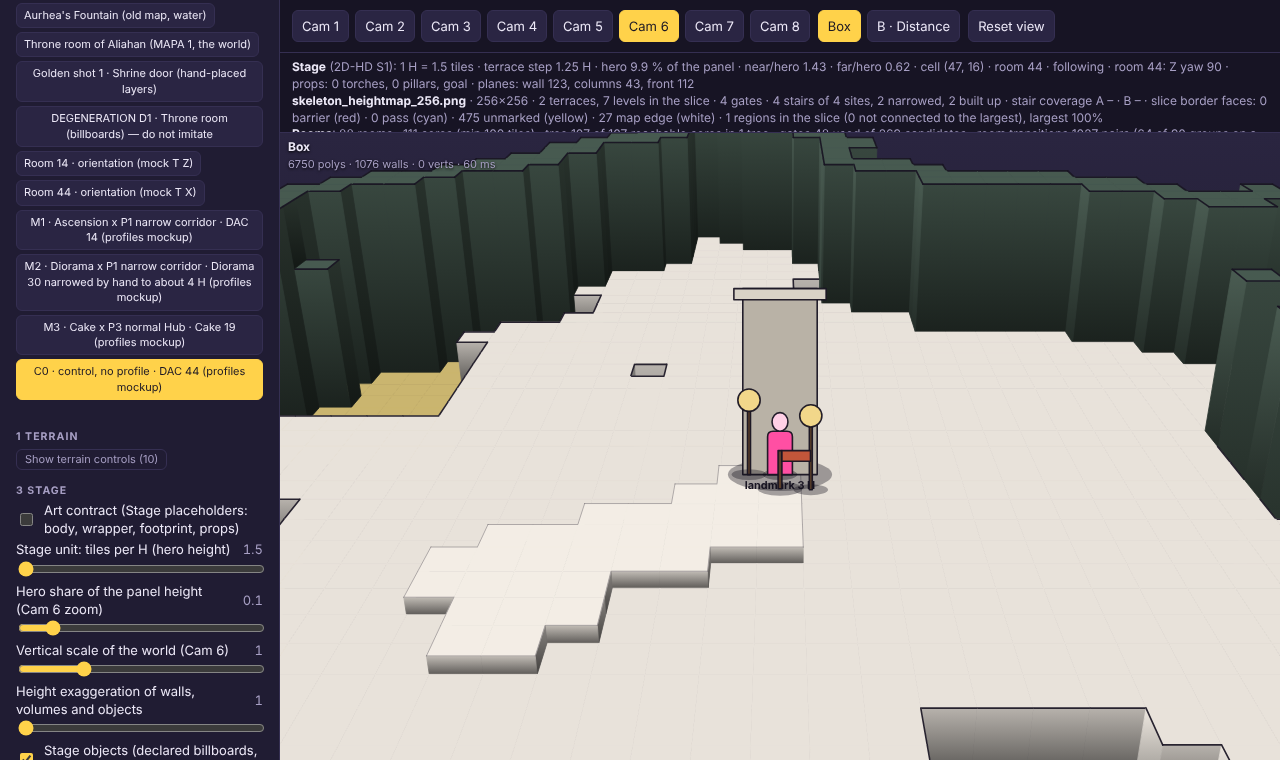 Aurhea's Fountain (old map, water)
Throne room of Aliahan (MAPA 1, the world)
Golden shot 1 · Shrine door (hand-placed
layers)
DEGENERATION D1 · Throne room
(billboards) — do not imitate
Room 14 · orientation (mock T Z)
Room 44 · orientation (mock T X)
M1 · Ascension x P1 narrow corridor · DAC
14 (profiles mockup)
M2 · Diorama x P1 narrow corridor · Diorama
30 narrowed by hand to about 4 H (profiles
mockup)
M3 · Cake x P3 normal Hub · Cake 19
(profiles mockup)
C0 · control, no profile · DAC 44 (profiles
mockup)
1 TERRAIN
Show terrain controls (10)
3 STAGE
Art contract (Stage placeholders:
body, wrapper, footprint, props)
Stage unit: tiles per H (hero height) 1.5
Hero share of the panel height
(Cam 6 zoom) 0.1
Vertical scale of the world (Cam 6) 1
Height exaggeration of walls,
volumes and objects 1
Stage objects (declared billboards,
Cam 1 Cam 2 Cam 3 Cam 4 Cam 5 Cam 6 Cam 7 Cam 8 Box B · Distance Reset view
Stage (2D-HD S1): 1 H = 1.5 tiles · terrace step 1.25 H · hero 9.9 % of the panel · near/hero 1.43 · far/hero 0.62 · cell (47, 16) · room 44 · following · room 44: Z yaw 90 ·
props: 0 torches, 0 pillars, goal · planes: wall 123, columns 43, front 112
skeleton_heightmap_256.png · 256×256 · 2 terraces, 7 levels in the slice · 4 gates · 4 stairs of 4 sites, 2 narrowed, 2 built up · stair coverage A – · B – · slice border faces: 0
barrier (red) · 0 pass (cyan) · 475 unmarked (yellow) · 27 map edge (white) · 1 regions in the slice (0 not connected to the largest), largest 100%
Box
6750 polys · 1076 walls · 0 verts · 60 ms
landmark 3 H